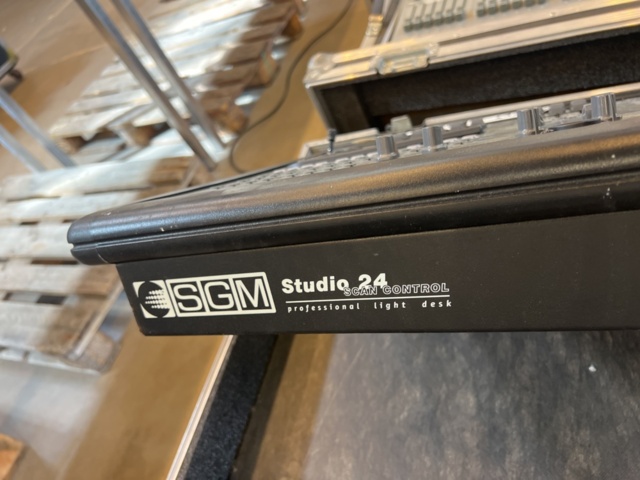 SGM
Studio 24
SCAN CONTROL
professional light desk